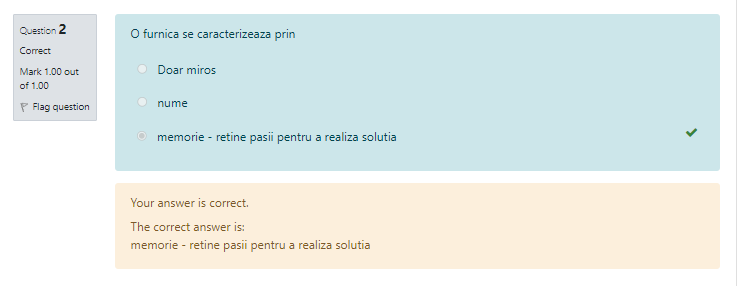 Question 2
Correct
Mark 1.00 out
of 1.00
Flag question
O furnica se caracterizeaza prin
Doar miros
nume
memorie - retine pasii pentru a realiza solutia
Your answer is correct.
The correct answer is:
memorie - retine pasii pentru a realiza solutia